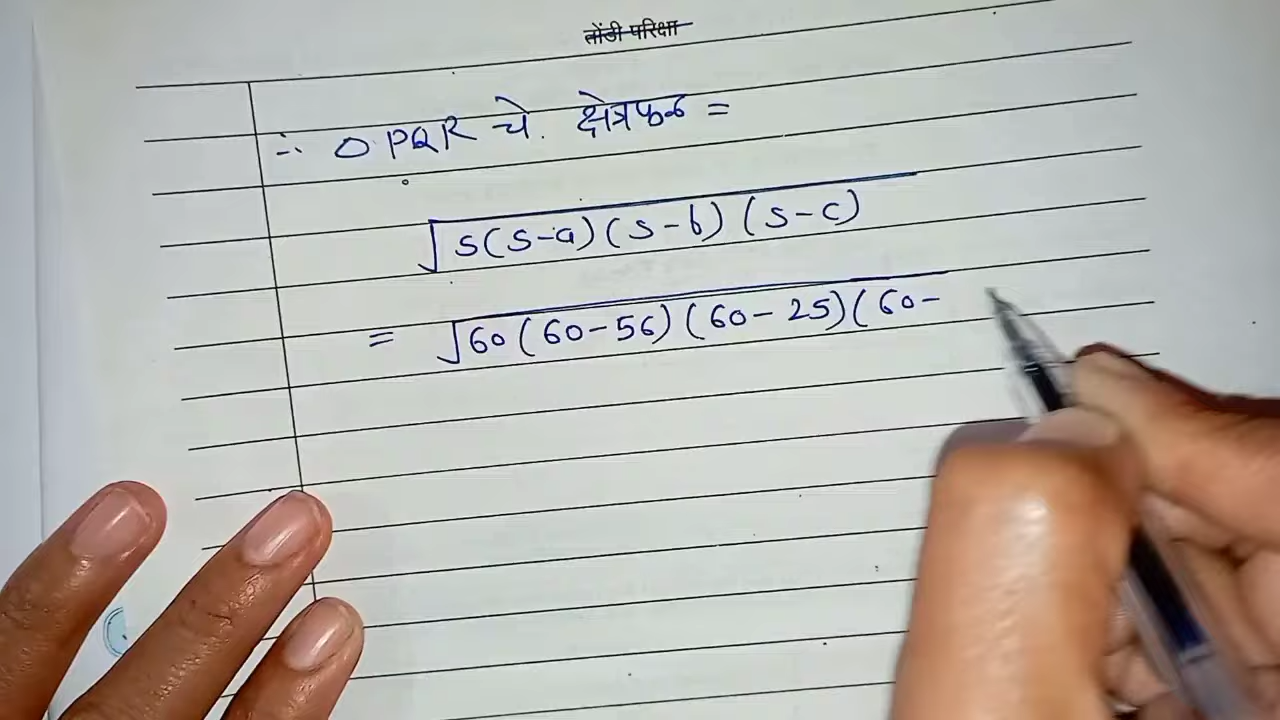 तोंडी परिक्षा
∴ △ PQR चे. क्षेत्रफळ =
√s(s-a)(s-b)(s-c)
= √60(60-56)(60-25)(60-